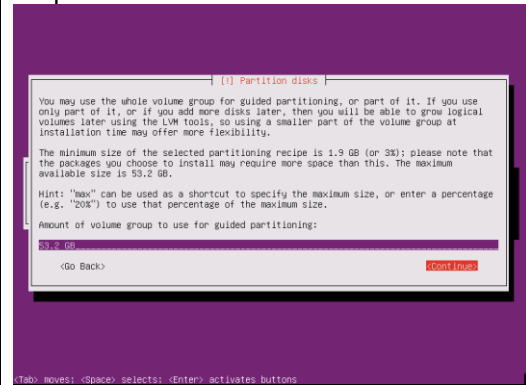 [!] Partition disks
You may use the whole volume group for guided partitioning, or part of it. If you use
only part of it, or if you add more disks later, then you will be able to grow logical
volumes later using the LVM tools, so using a smaller part of the volume group at
installation time may offer more flexibility.
The minimum size of the selected partitioning recipe is 1.9 GB (or 3%); please note that
the packages you choose to install may require more space than this. The maximum
available size is 53.2 GB.
Hint: "max" can be used as a shortcut to specify the maximum size, or enter a percentage
(e.g. "20%") to use that percentage of the maximum size.
Amount of volume group to use for guided partitioning:
53.2 GB
<Go Back> <Continue>
<Tab> moves; <Space> selects; <Enter> activates buttons